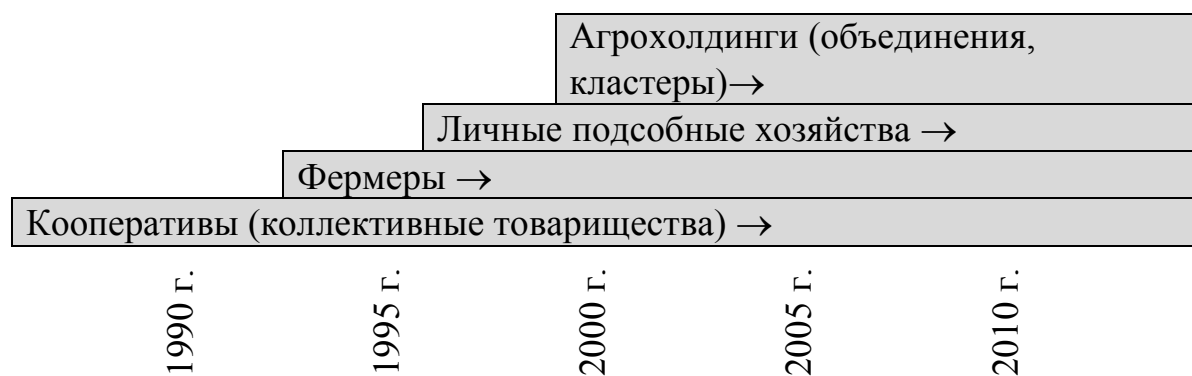 Агрохолдинги (объединения,
кластеры)→
Личные подсобные хозяйства →
Фермеры →
Кооперативы (коллективные товарищества) →
1990 г.
1995 г.
2000 г.
2005 г.
2010 г.